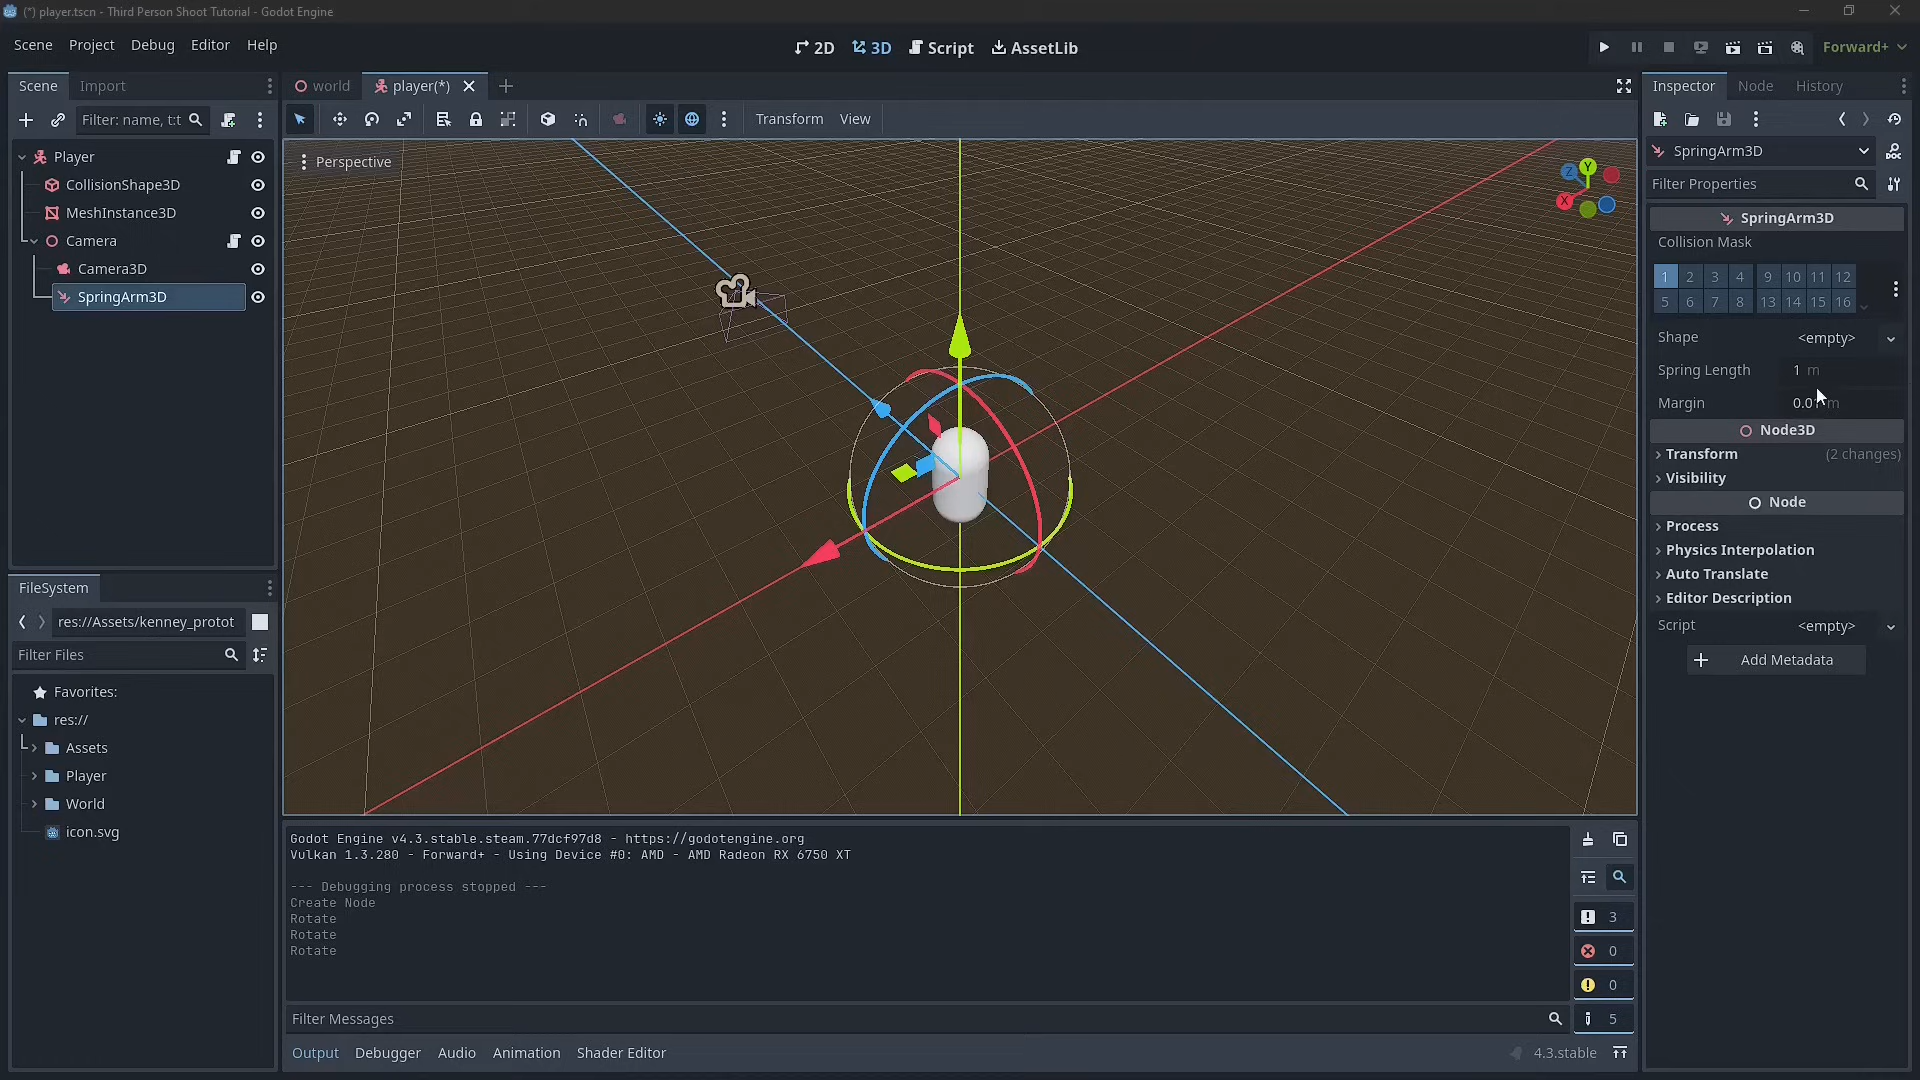 (*) player.tscn - Third Person Shoot Tutorial - Godot Engine
Scene Project Debug Editor Help
2D 3D Script AssetLib
Forward+
Scene Import
world player(*)
Inspector Node History
Filter: name, t:t
Transform View
Player
CollisionShape3D
MeshInstance3D
Camera
Camera3D
SpringArm3D
Perspective
Y
Z
X
SpringArm3D
Filter Properties
SpringArm3D
Collision Mask
1 2 3 4 9 10 11 12
5 6 7 8 13 14 15 16
Shape <empty>
Spring Length 1 m
Margin 0.01 m
Node3D
Transform (2 changes)
Visibility
Node
Process
Physics Interpolation
Auto Translate
Editor Description
Script <empty>
Add Metadata
FileSystem
res://Assets/kenney_protot
Filter Files
Favorites:
res://
Assets
Player
World
icon.svg
Godot Engine v4.3.stable.steam.77dcf97d8 - https://godotengine.org
Vulkan 1.3.280 - Forward+ - Using Device #0: AMD - AMD Radeon RX 6750 XT
--- Debugging process stopped ---
Create Node
Rotate
Rotate
Rotate
3
0
0
5
Filter Messages
Output Debugger Audio Animation Shader Editor
4.3.stable